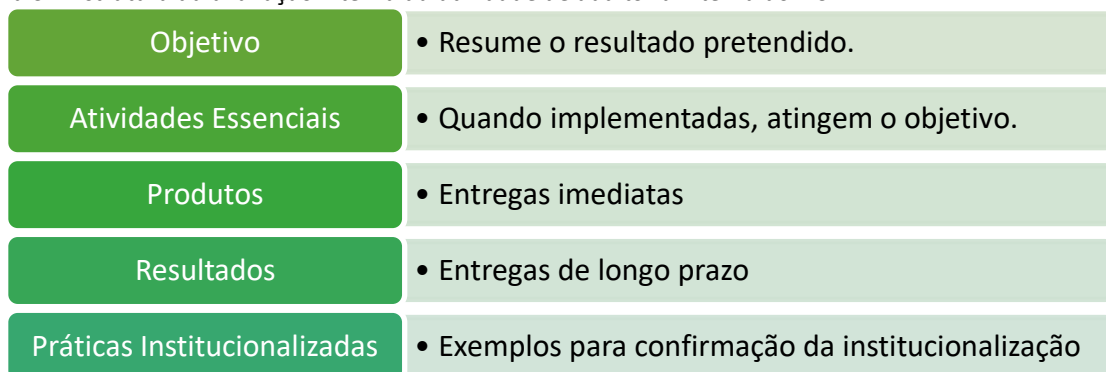 Objetivo
• Resume o resultado pretendido.
Atividades Essenciais
• Quando implementadas, atingem o objetivo.
Produtos
• Entregas imediatas
Resultados
• Entregas de longo prazo
Práticas Institucionalizadas
• Exemplos para confirmação da institucionalização